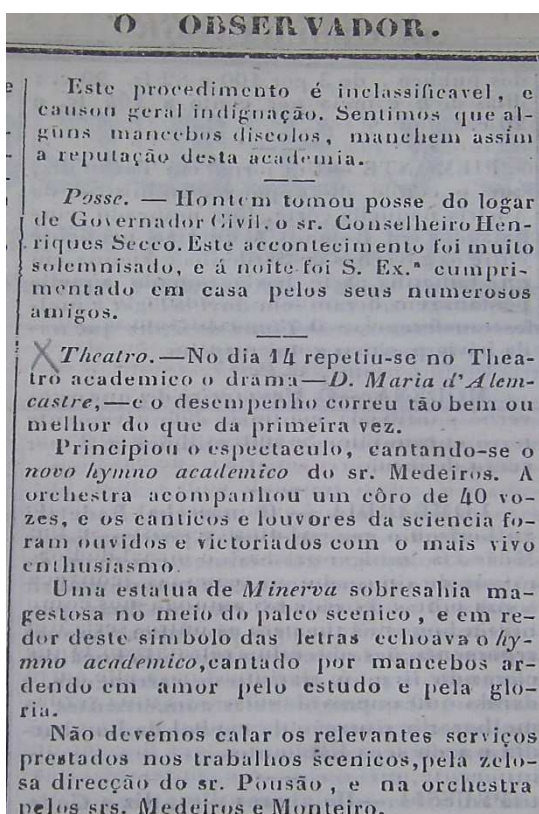 O OBSERVADOR.
Este procedimento é inclassificavel, e
causou geral indignação. Sentimos que al-
guns mancebos discolos, manchem assim
a reputação desta academia.
Posse. — Hontem tomou posse do logar
de Governador Civil, o sr. Conselheiro Hen-
riques Secco. Este accontecimento foi muito
solemnisado, e á noite foi S. Ex.ª cumpri-
mentado em casa pelos seus numerosos
amigos.
Theatro.—No dia 14 repetiu-se no Thea-
tro academico o drama—D. Maria d'Alem-
castre,—e o desempenho correu tão bem ou
melhor do que da primeira vez.
Principiou o espectaculo, cantando-se o
novo hymno academico do sr. Medeiros. A
orchestra acompanhou um côro de 40 vo-
zes, e os canticos e louvores da sciencia fo-
ram ouvidos e victoriados com o mais vivo
enthusiasmo.
Uma estatua de Minerva sobresahia ma-
gestosa no meio do palco scenico, e em re-
dor deste simbolo das letras echoava o hy-
mno academico, cantado por mancebos ar-
dendo em amor pelo estudo e pela glo-
ria.
Não devemos calar os relevantes serviços
prestados nos trabalhos scenicos, pela zelo-
sa direcção do sr. Pousão, e na orchestra
pelos srs. Medeiros e Monteiro.